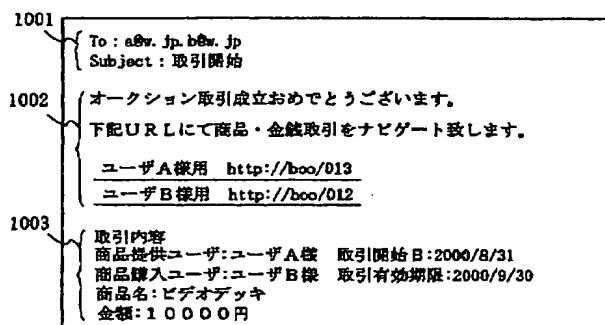 1001
To : a@w. jp. b@w. jp
Subject : 取引開始
1002
オークション取引成立おめでとうございます。
下記URLにて商品・金銭取引をナビゲート致します。
ユーザA様用 http://boo/013
ユーザB様用 http://boo/012
1003
取引内容
商品提供ユーザ:ユーザA様 取引開始日:2000/8/31
商品購入ユーザ:ユーザB様 取引有効期限:2000/9/30
商品名:ビデオデッキ
金額:10000円